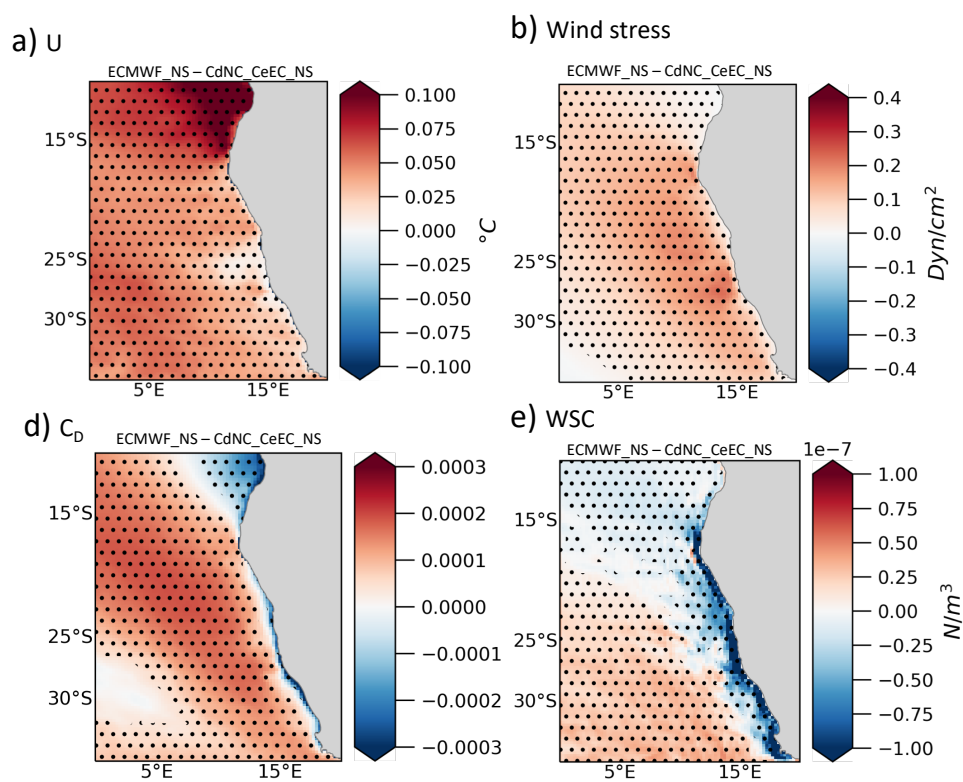 a) U
ECMWF_NS – CdNC_CeEC_NS
15°S
25°S
30°S
5°E
15°E
0.100
0.075
0.050
0.025
0.000
−0.025
−0.050
−0.075
−0.100
°C
b) Wind stress
ECMWF_NS – CdNC_CeEC_NS
15°S
25°S
30°S
5°E
15°E
0.4
0.3
0.2
0.1
0.0
−0.1
−0.2
−0.3
−0.4
Dyn/cm²
d) C_D
ECMWF_NS – CdNC_CeEC_NS
15°S
25°S
30°S
5°E
15°E
0.0003
0.0002
0.0001
0.0000
−0.0001
−0.0002
−0.0003
e) WSC
ECMWF_NS – CdNC_CeEC_NS
15°S
25°S
30°S
5°E
15°E
1e-7
1.00
0.75
0.50
0.25
0.00
−0.25
−0.50
−0.75
−1.00
N/m³